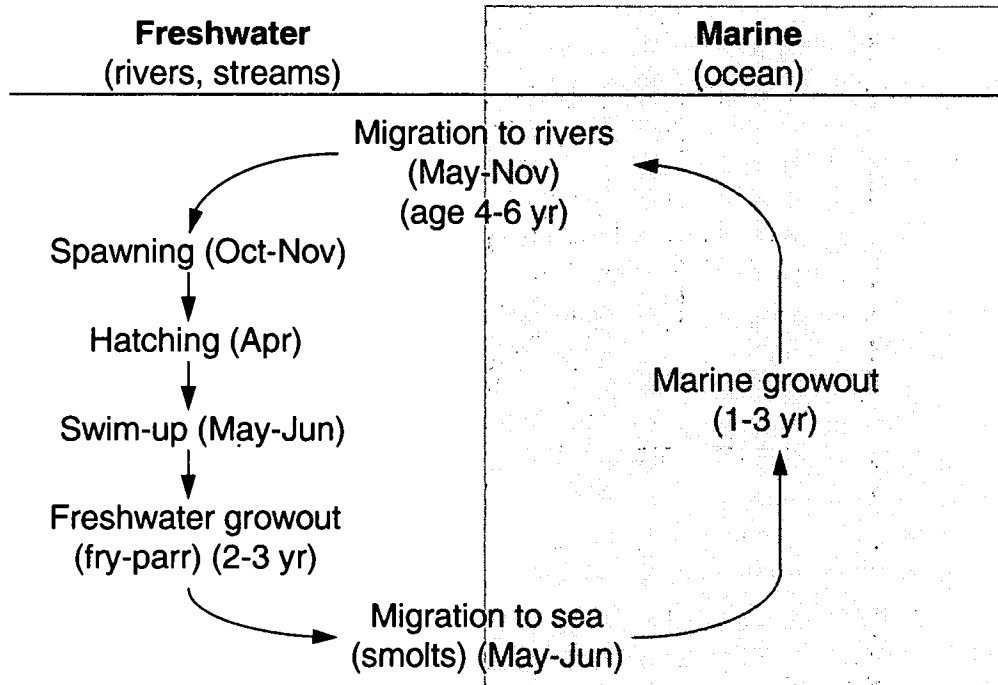 Freshwater
(rivers, streams)
Marine
(ocean)
Migration to rivers
(May-Nov)
(age 4-6 yr)
Spawning (Oct-Nov)
Hatching (Apr)
Swim-up (May-Jun)
Freshwater growout
(fry-parr) (2-3 yr)
Migration to sea
(smolts) (May-Jun)
Marine growout
(1-3 yr)